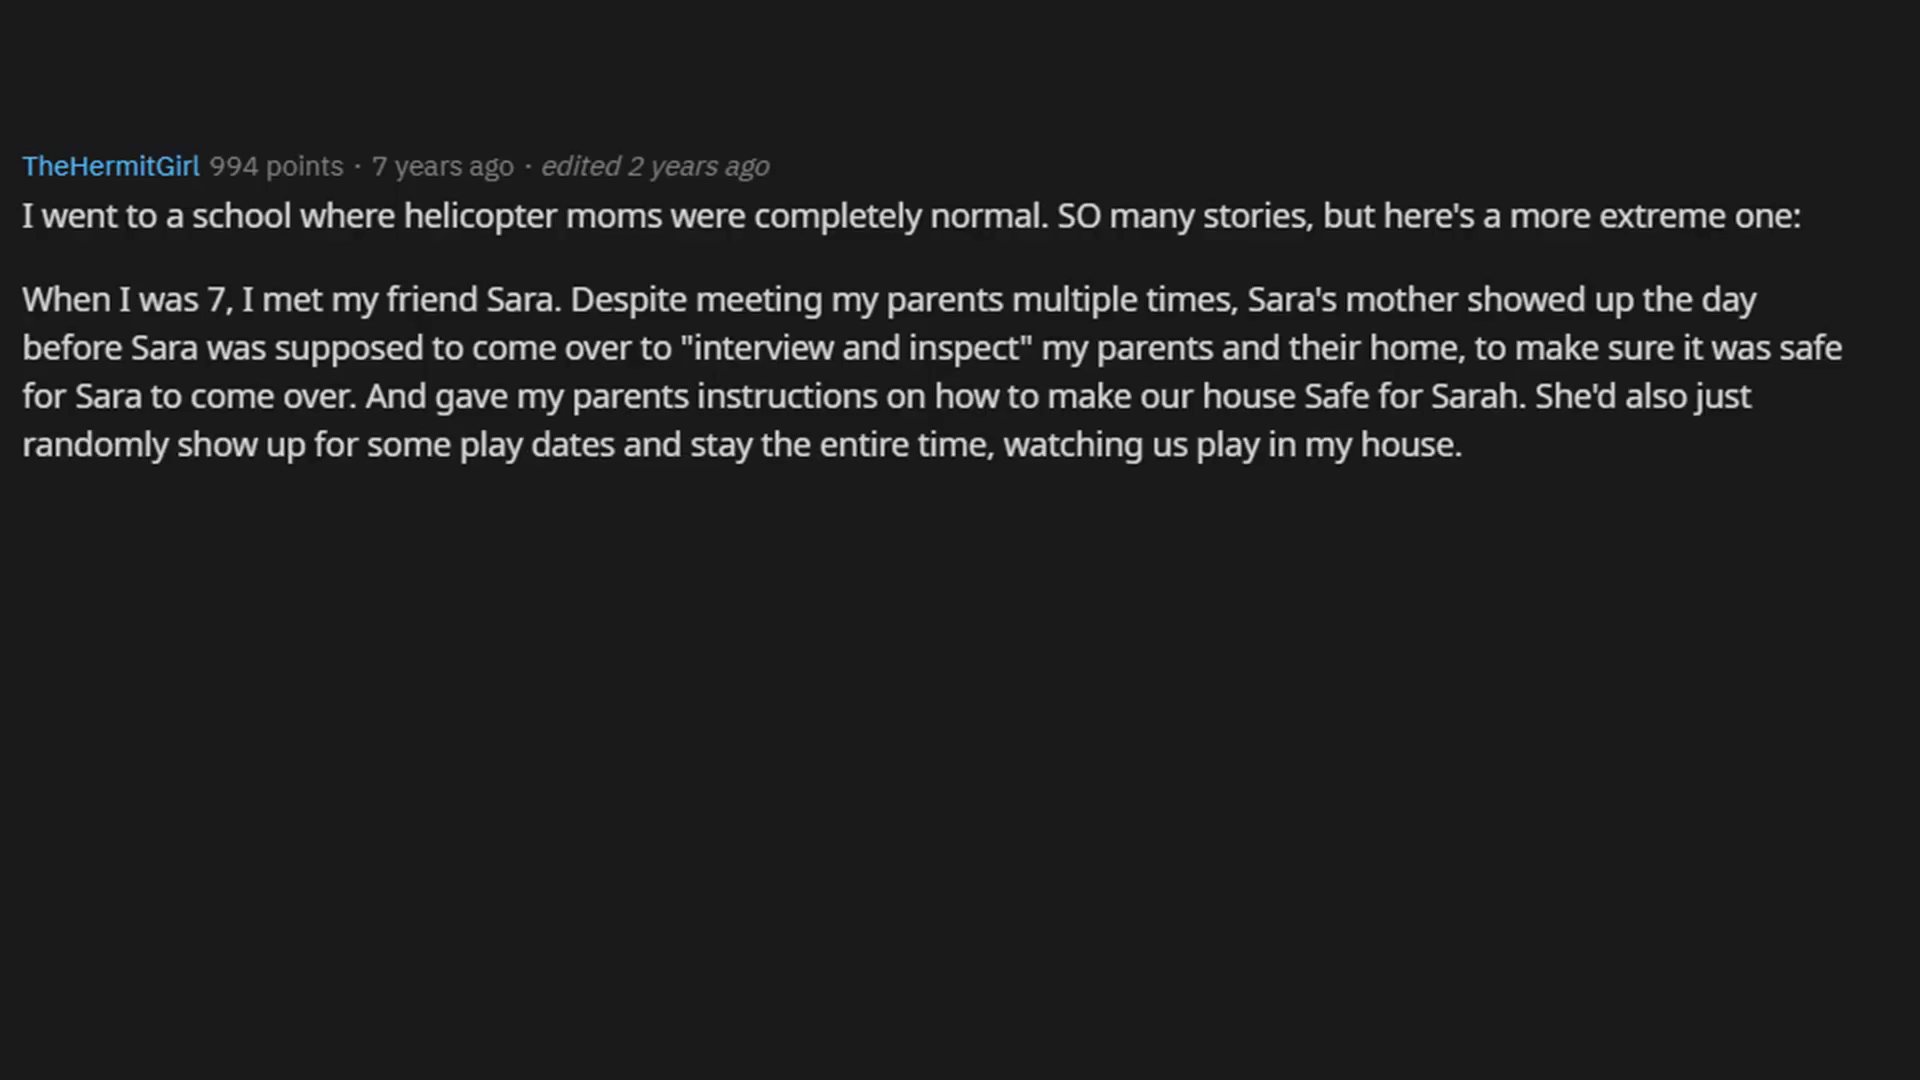 TheHermitGirl 994 points · 7 years ago · edited 2 years ago
I went to a school where helicopter moms were completely normal. SO many stories, but here's a more extreme one:
When I was 7, I met my friend Sara. Despite meeting my parents multiple times, Sara's mother showed up the day
before Sara was supposed to come over to "interview and inspect" my parents and their home, to make sure it was safe
for Sara to come over. And gave my parents instructions on how to make our house Safe for Sarah. She'd also just
randomly show up for some play dates and stay the entire time, watching us play in my house.